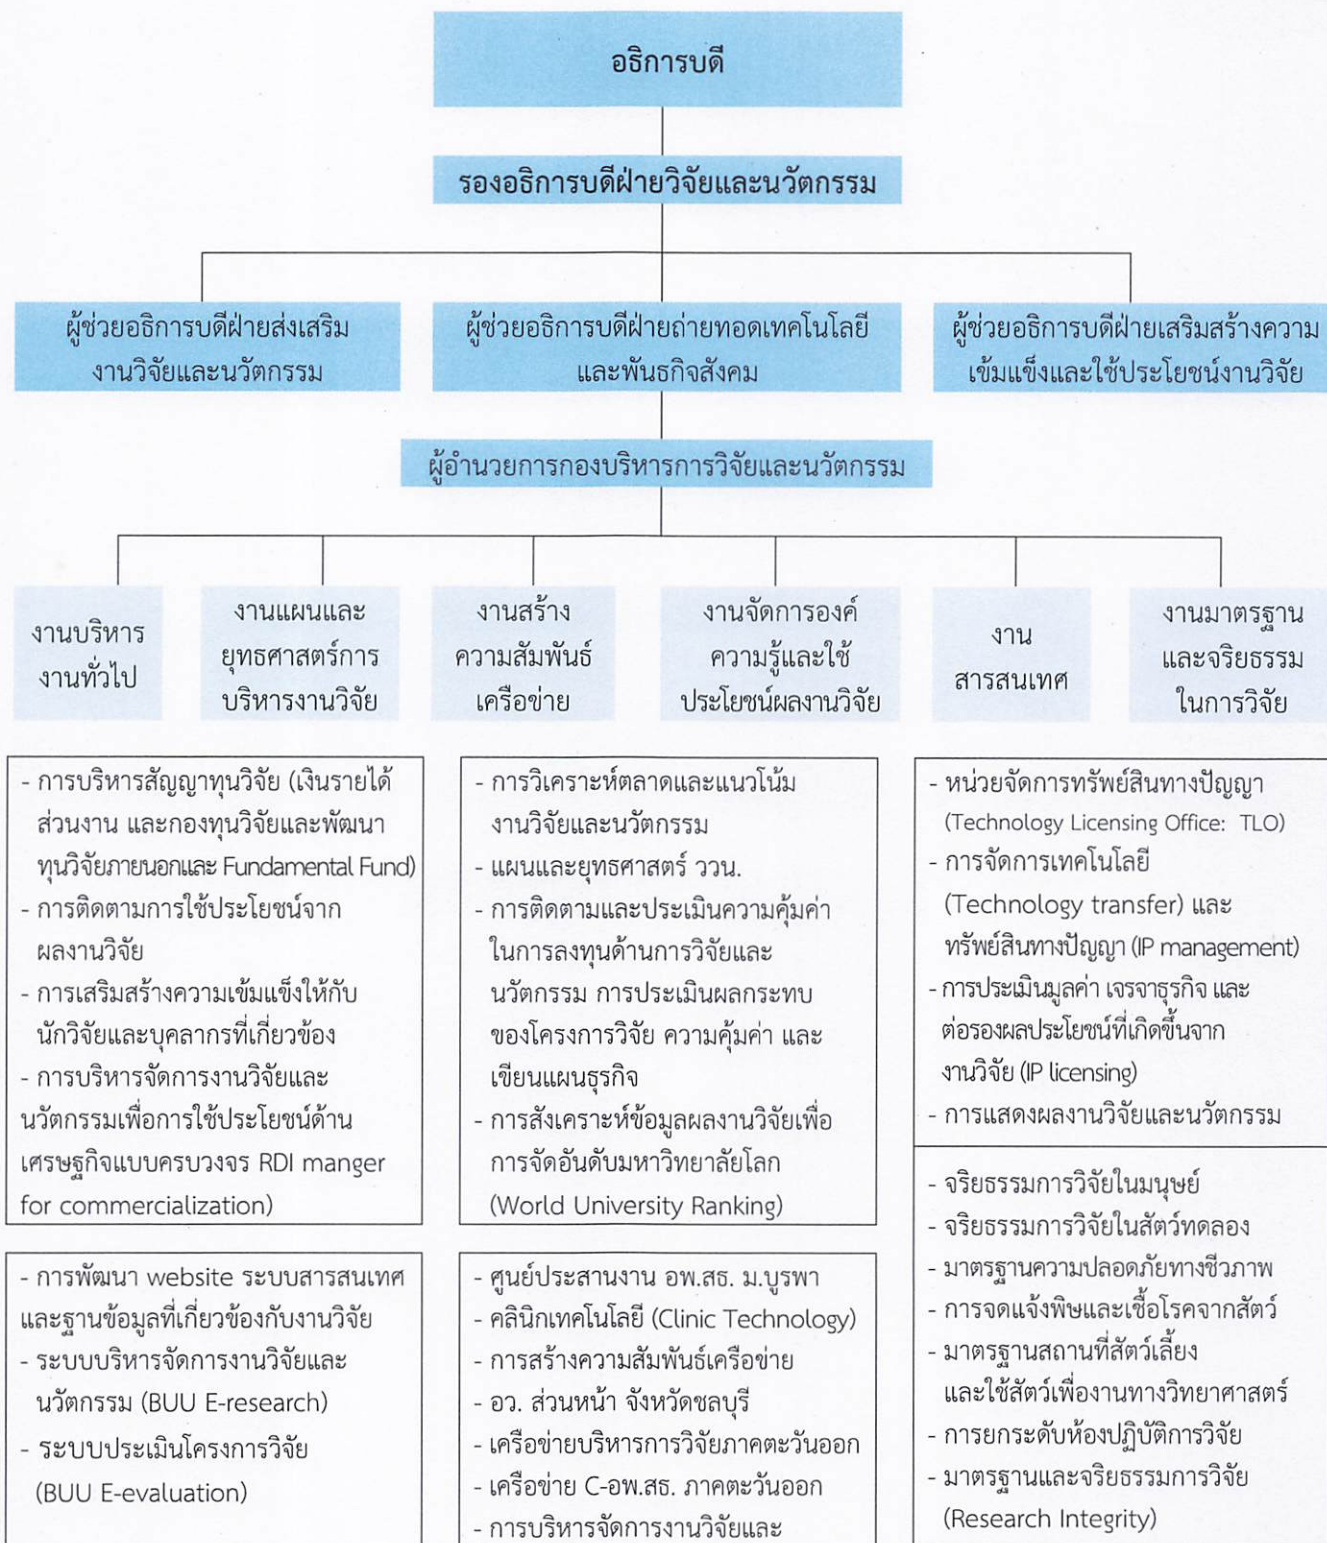 อธิการบดี
รองอธิการบดีฝ่ายวิจัยและนวัตกรรม
ผู้ช่วยอธิการบดีฝ่ายส่งเสริม
งานวิจัยและนวัตกรรม
ผู้ช่วยอธิการบดีฝ่ายถ่ายทอดเทคโนโลยี
และพันธกิจสังคม
ผู้ช่วยอธิการบดีฝ่ายเสริมสร้างความ
เข้มแข็งและใช้ประโยชน์งานวิจัย
ผู้อำนวยการกองบริหารการวิจัยและนวัตกรรม
งานบริหาร
งานทั่วไป
งานแผนและ
ยุทธศาสตร์การ
บริหารงานวิจัย
งานสร้าง
ความสัมพันธ์
เครือข่าย
งานจัดการองค์
ความรู้และใช้
ประโยชน์ผลงานวิจัย
งาน
สารสนเทศ
งานมาตรฐาน
และจริยธรรม
ในการวิจัย
- การบริหารสัญญาทุนวิจัย (เงินรายได้
ส่วนงาน และกองทุนวิจัยและพัฒนา
ทุนวิจัยภายนอกและ Fundamental Fund)
- การติดตามการใช้ประโยชน์จาก
ผลงานวิจัย
- การเสริมสร้างความเข้มแข็งให้กับ
นักวิจัยและบุคลากรที่เกี่ยวข้อง
- การบริหารจัดการงานวิจัยและ
นวัตกรรมเพื่อการใช้ประโยชน์ด้าน
เศรษฐกิจแบบครบวงจร RDI manger
for commercialization)
- การวิเคราะห์ตลาดและแนวโน้ม
งานวิจัยและนวัตกรรม
- แผนและยุทธศาสตร์ ววน.
- การติดตามและประเมินความคุ้มค่า
ในการลงทุนด้านการวิจัยและ
นวัตกรรม การประเมินผลกระทบ
ของโครงการวิจัย ความคุ้มค่า และ
เขียนแผนธุรกิจ
- การสังเคราะห์ข้อมูลผลงานวิจัยเพื่อ
การจัดอันดับมหาวิทยาลัยโลก
(World University Ranking)
- หน่วยจัดการทรัพย์สินทางปัญญา
(Technology Licensing Office: TLO)
- การจัดการเทคโนโลยี
(Technology transfer) และ
ทรัพย์สินทางปัญญา (IP management)
- การประเมินมูลค่า เจรจาธุรกิจ และ
ต่อรองผลประโยชน์ที่เกิดขึ้นจาก
งานวิจัย (IP licensing)
- การแสดงผลงานวิจัยและนวัตกรรม
- การพัฒนา website ระบบสารสนเทศ
และฐานข้อมูลที่เกี่ยวข้องกับงานวิจัย
- ระบบบริหารจัดการงานวิจัยและ
นวัตกรรม (BUU E-research)
- ระบบประเมินโครงการวิจัย
(BUU E-evaluation)
- ศูนย์ประสานงาน อพ.สธ. ม.บูรพา
- คลินิกเทคโนโลยี (Clinic Technology)
- การสร้างความสัมพันธ์เครือข่าย
- อว. ส่วนหน้า จังหวัดชลบุรี
- เครือข่ายบริหารการวิจัยภาคตะวันออก
- เครือข่าย C-อพ.สธ. ภาคตะวันออก
- การบริหารจัดการงานวิจัยและ
- จริยธรรมการวิจัยในมนุษย์
- จริยธรรมการวิจัยในสัตว์ทดลอง
- มาตรฐานความปลอดภัยทางชีวภาพ
- การจดแจ้งพิษและเชื้อโรคจากสัตว์
- มาตรฐานสถานที่สัตว์เลี้ยง
และใช้สัตว์เพื่องานทางวิทยาศาสตร์
- การยกระดับห้องปฏิบัติการวิจัย
- มาตรฐานและจริยธรรมการวิจัย
(Research Integrity)